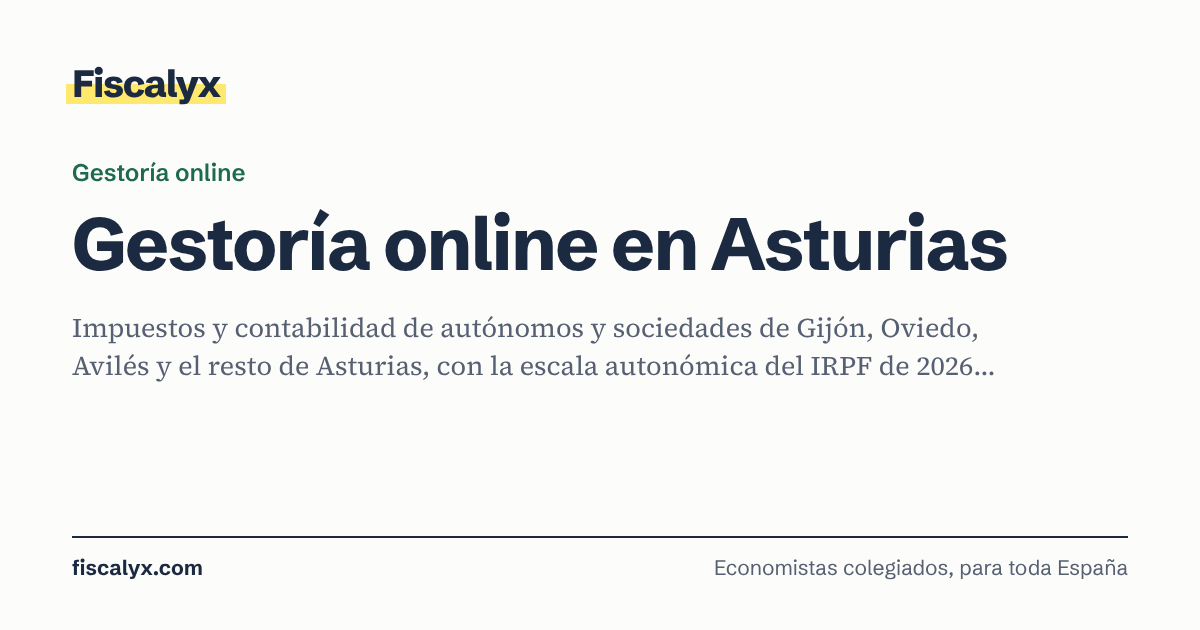 Fiscalyx
Gestoría online
Gestoría online en Asturias
Impuestos y contabilidad de autónomos y sociedades de Gijón, Oviedo,
Avilés y el resto de Asturias, con la escala autonómica del IRPF de 2026...
fiscalyx.com
Economistas colegiados, para toda España